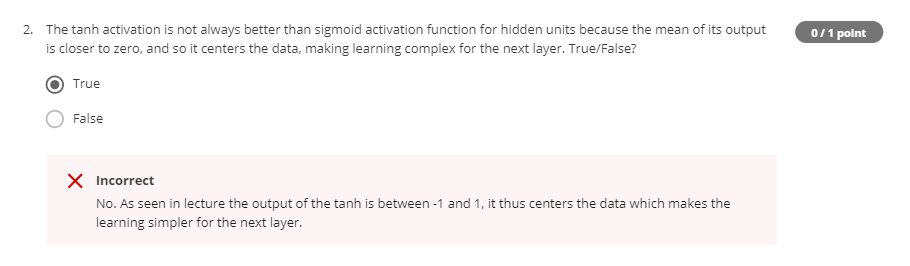 2. The tanh activation is not always better than sigmoid activation function for hidden units because the mean of its output
0 / 1 point
is closer to zero, and so it centers the data, making learning complex for the next layer. True/False?
True
False
Incorrect
No. As seen in lecture the output of the tanh is between -1 and 1, it thus centers the data which makes the
learning simpler for the next layer.